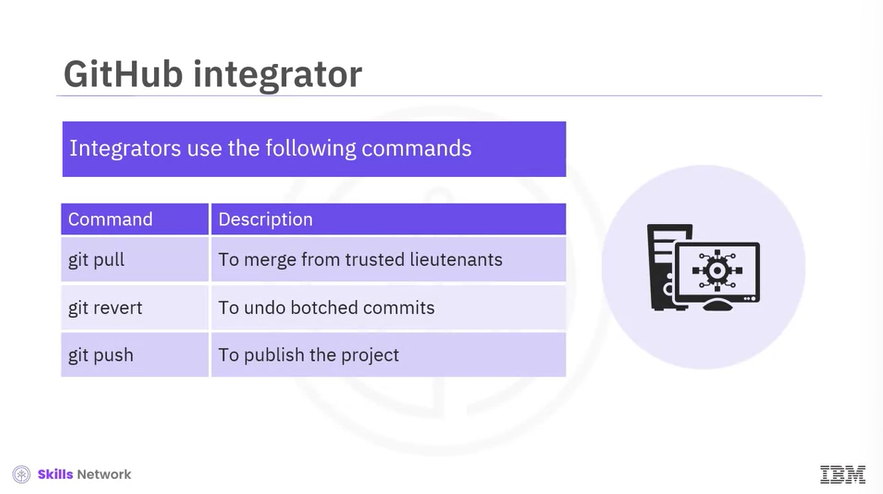 GitHub integrator
Integrators use the following commands
Command Description
git pull To merge from trusted lieutenants
git revert To undo botched commits
git push To publish the project
Skills Network
IBM